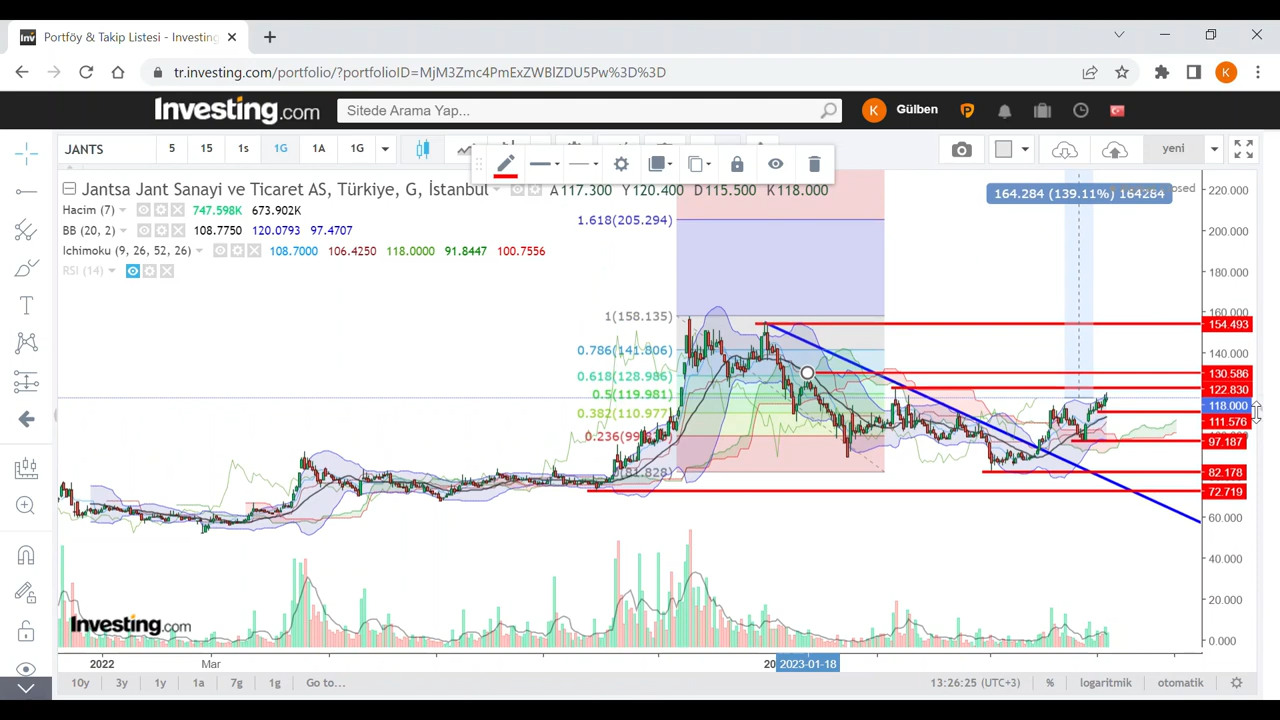 Portföy & Takip Listesi - Investing
tr.investing.com/portfolio/?portfolioID=MjM3Zmc4PmExZWBlZDU5Pw%3D%3D
K
Investing.com
Sitede Arama Yap...
K Gülben
JANTS 5 15 1s 1G 1A 1G yeni
Jantsa Jant Sanayi ve Ticaret AS, Türkiye, G, İstanbul A117.300 Y120.400 D115.500 K118.000
164.284 (139.11%) 164284
Hacim (7) 747.598K 673.902K
BB (20, 2) 108.7750 120.0793 97.4707
Ichimoku (9, 26, 52, 26) 108.7000 106.4250 118.0000 91.8447 100.7556
RSI (14)
1.618(205.294)
1(158.135)
0.786(141.806)
0.618(128.986)
0.5(119.981)
0.382(110.977)
220.000
200.000
180.000
160.000
154.493
140.000
130.586
122.830
118.000
111.576
97.187
82.178
72.719
60.000
40.000
20.000
0.000
Investing.com
2022 Mar 2023-01-18
10y 3y 1y 1a 7g 1g Go to... 13:26:25 (UTC+3) % logaritmik otomatik